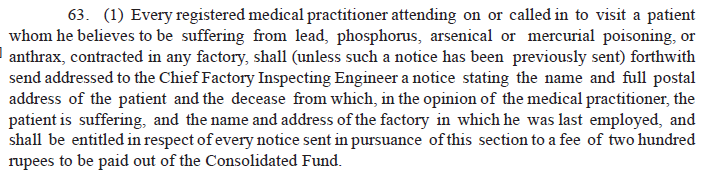 63. (1) Every registered medical practitioner attending on or called in to visit a patient
whom he believes to be suffering from lead, phosphorus, arsenical or mercurial poisoning, or
anthrax, contracted in any factory, shall (unless such a notice has been previously sent) forthwith
send addressed to the Chief Factory Inspecting Engineer a notice stating the name and full postal
address of the patient and the decease from which, in the opinion of the medical practitioner, the
patient is suffering, and the name and address of the factory in which he was last employed, and
shall be entitled in respect of every notice sent in pursuance of this section to a fee of two hundred
rupees to be paid out of the Consolidated Fund.